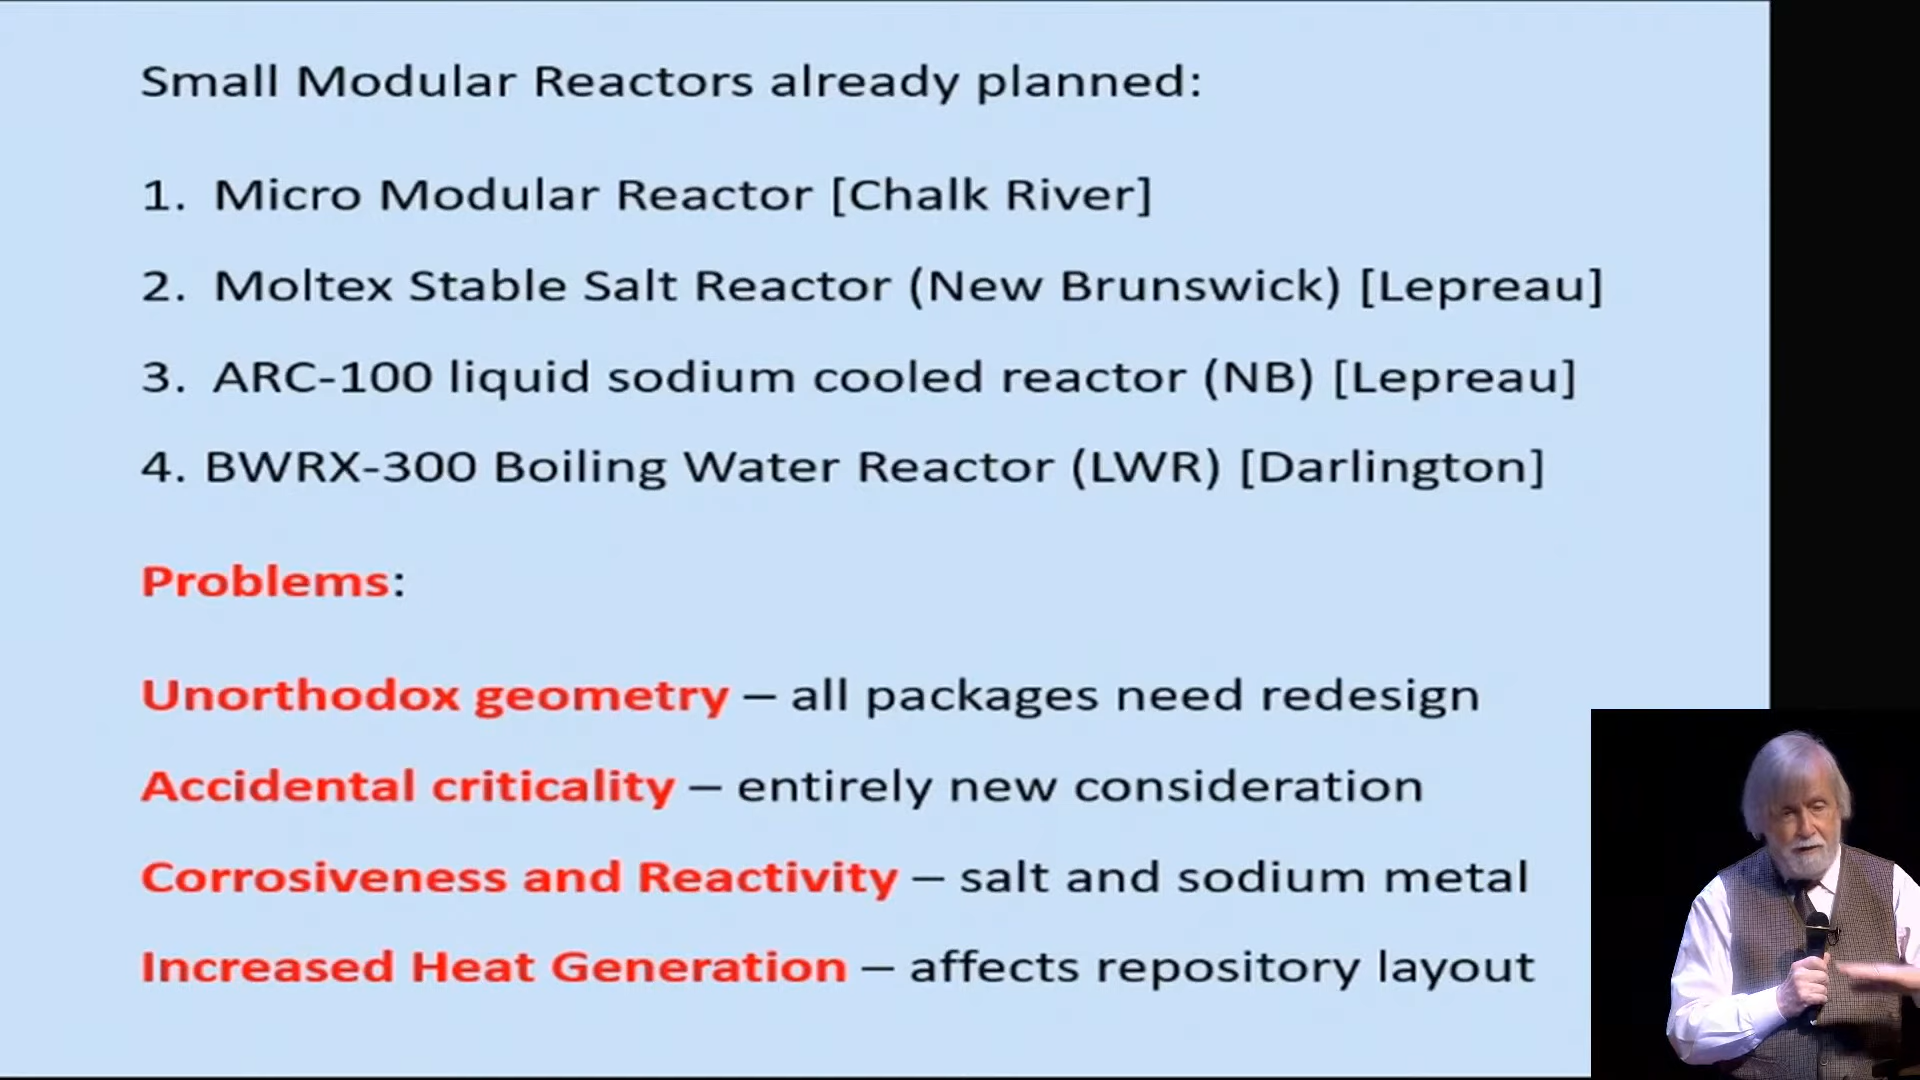 Small Modular Reactors already planned:
1. Micro Modular Reactor [Chalk River]
2. Moltex Stable Salt Reactor (New Brunswick) [Lepreau]
3. ARC-100 liquid sodium cooled reactor (NB) [Lepreau]
4. BWRX-300 Boiling Water Reactor (LWR) [Darlington]
Problems:
Unorthodox geometry – all packages need redesign
Accidental criticality – entirely new consideration
Corrosiveness and Reactivity – salt and sodium metal
Increased Heat Generation – affects repository layout